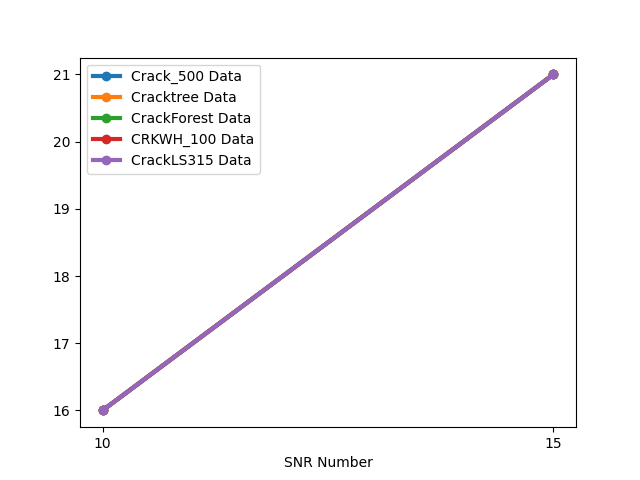 21
20
19
18
17
16
Crack_500 Data
Cracktree Data
CrackForest Data
CRKWH_100 Data
CrackLS315 Data
10 15
SNR Number